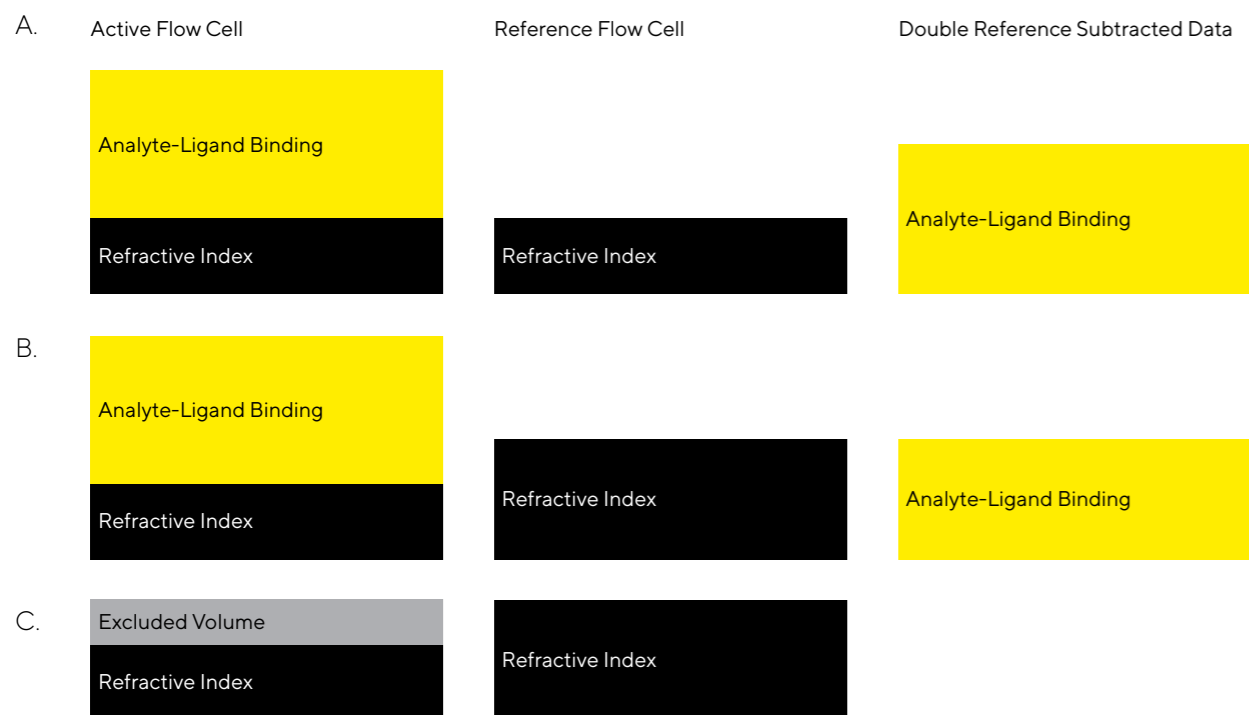 A.
Active Flow Cell
Reference Flow Cell
Double Reference Subtracted Data
Analyte-Ligand Binding
Analyte-Ligand Binding
Refractive Index
Refractive Index
B.
Analyte-Ligand Binding
Refractive Index
Refractive Index
Analyte-Ligand Binding
C.
Excluded Volume
Refractive Index
Refractive Index